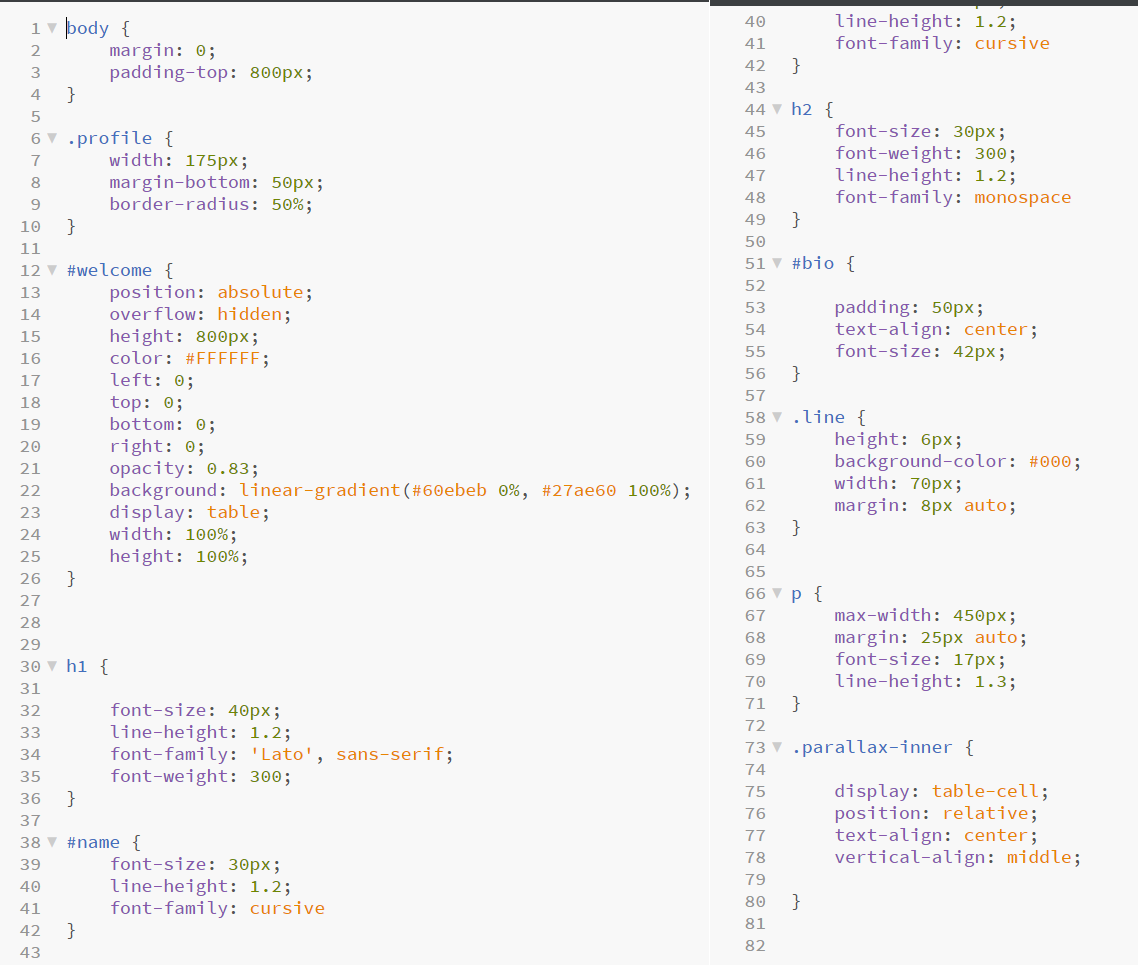 1 body {
2     margin: 0;
3     padding-top: 800px;
4 }
5
6 .profile {
7     width: 175px;
8     margin-bottom: 50px;
9     border-radius: 50%;
10 }
11
12 #welcome {
13     position: absolute;
14     overflow: hidden;
15     height: 800px;
16     color: #FFFFFF;
17     left: 0;
18     top: 0;
19     bottom: 0;
20     right: 0;
21     opacity: 0.83;
22     background: linear-gradient(#60ebeb 0%, #27ae60 100%);
23     display: table;
24     width: 100%;
25     height: 100%;
26 }
27
28
29
30 h1 {
31
32     font-size: 40px;
33     line-height: 1.2;
34     font-family: 'Lato', sans-serif;
35     font-weight: 300;
36 }
37
38 #name {
39     font-size: 30px;
40     line-height: 1.2;
41     font-family: cursive
42 }
43
40     line-height: 1.2;
41     font-family: cursive
42 }
43
44 h2 {
45     font-size: 30px;
46     font-weight: 300;
47     line-height: 1.2;
48     font-family: monospace
49 }
50
51 #bio {
52
53     padding: 50px;
54     text-align: center;
55     font-size: 42px;
56 }
57
58 .line {
59     height: 6px;
60     background-color: #000;
61     width: 70px;
62     margin: 8px auto;
63 }
64
65
66 p {
67     max-width: 450px;
68     margin: 25px auto;
69     font-size: 17px;
70     line-height: 1.3;
71 }
72
73 .parallax-inner {
74
75     display: table-cell;
76     position: relative;
77     text-align: center;
78     vertical-align: middle;
79
80 }
81
82